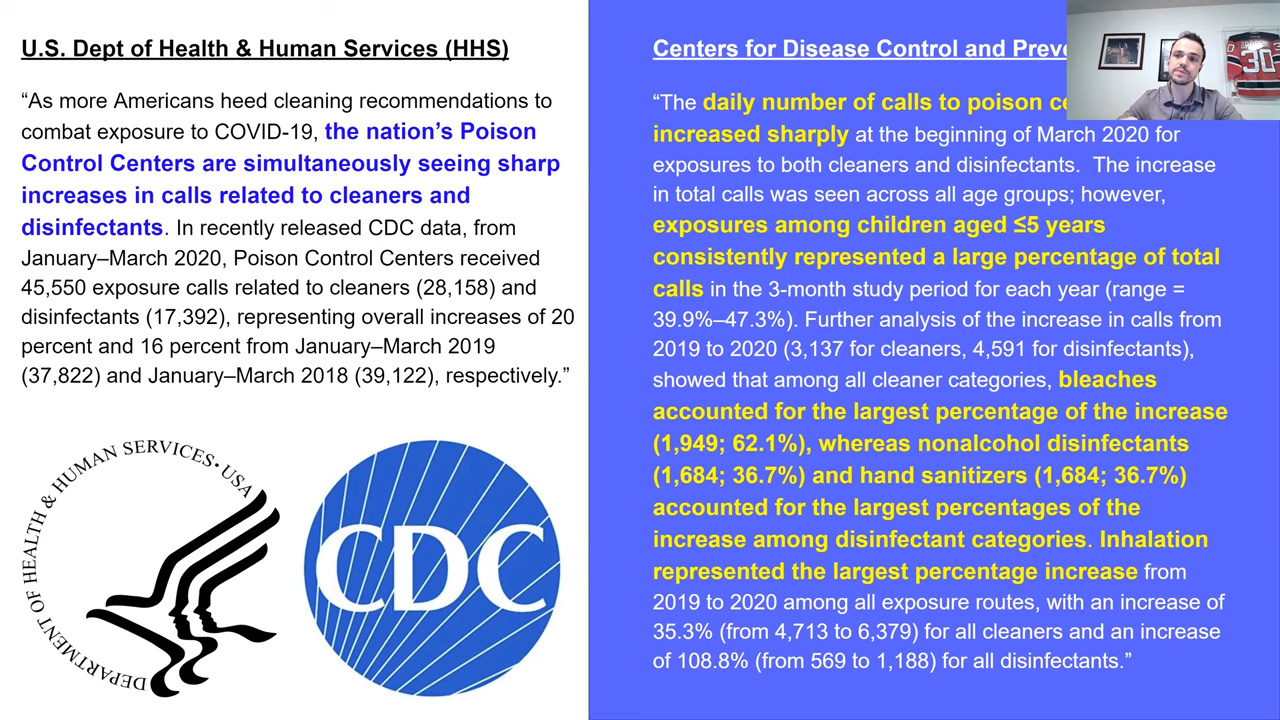 U.S. Dept of Health & Human Services (HHS)
“As more Americans heed cleaning recommendations to
combat exposure to COVID-19, the nation’s Poison
Control Centers are simultaneously seeing sharp
increases in calls related to cleaners and
disinfectants. In recently released CDC data, from
January–March 2020, Poison Control Centers received
45,550 exposure calls related to cleaners (28,158) and
disinfectants (17,392), representing overall increases of 20
percent and 16 percent from January–March 2019
(37,822) and January–March 2018 (39,122), respectively.”
DEPARTMENT OF HEALTH & HUMAN SERVICES • USA
CDC
Centers for Disease Control and Prev
“The daily number of calls to poison ce
increased sharply at the beginning of March 2020 for
exposures to both cleaners and disinfectants.  The increase
in total calls was seen across all age groups; however,
exposures among children aged ≤5 years
consistently represented a large percentage of total
calls in the 3-month study period for each year (range =
39.9%–47.3%). Further analysis of the increase in calls from
2019 to 2020 (3,137 for cleaners, 4,591 for disinfectants),
showed that among all cleaner categories, bleaches
accounted for the largest percentage of the increase
(1,949; 62.1%), whereas nonalcohol disinfectants
(1,684; 36.7%) and hand sanitizers (1,684; 36.7%)
accounted for the largest percentages of the
increase among disinfectant categories. Inhalation
represented the largest percentage increase from
2019 to 2020 among all exposure routes, with an increase of
35.3% (from 4,713 to 6,379) for all cleaners and an increase
of 108.8% (from 569 to 1,188) for all disinfectants.”
30